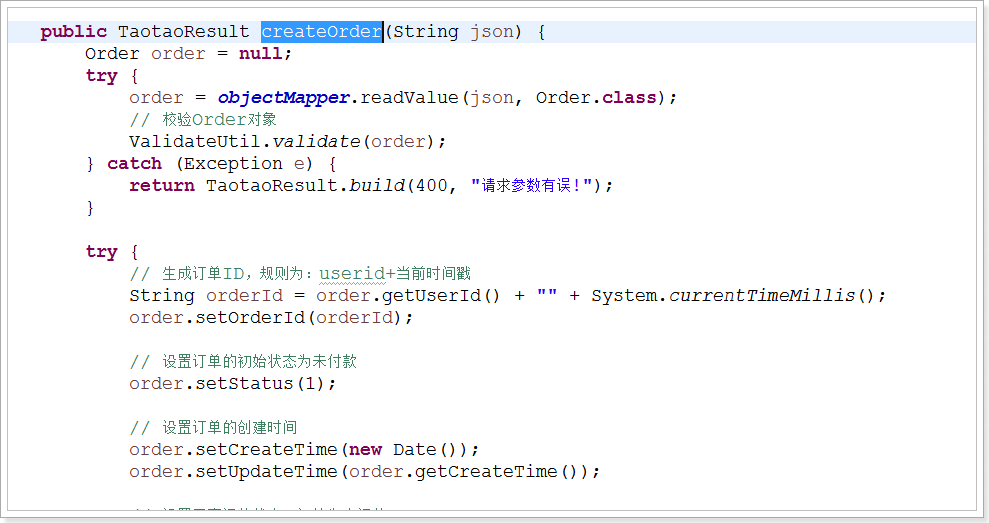 public TaotaoResult createOrder(String json) {
Order order = null;
try {
order = objectMapper.readValue(json, Order.class);
// 校验Order对象
ValidateUtil.validate(order);
} catch (Exception e) {
return TaotaoResult.build(400, "请求参数有误!");
}
try {
// 生成订单ID，规则为：userid+当前时间戳
String orderId = order.getUserId() + "" + System.currentTimeMillis();
order.setOrderId(orderId);
// 设置订单的初始状态为未付款
order.setStatus(1);
// 设置订单的创建时间
order.setCreateTime(new Date());
order.setUpdateTime(order.getCreateTime());